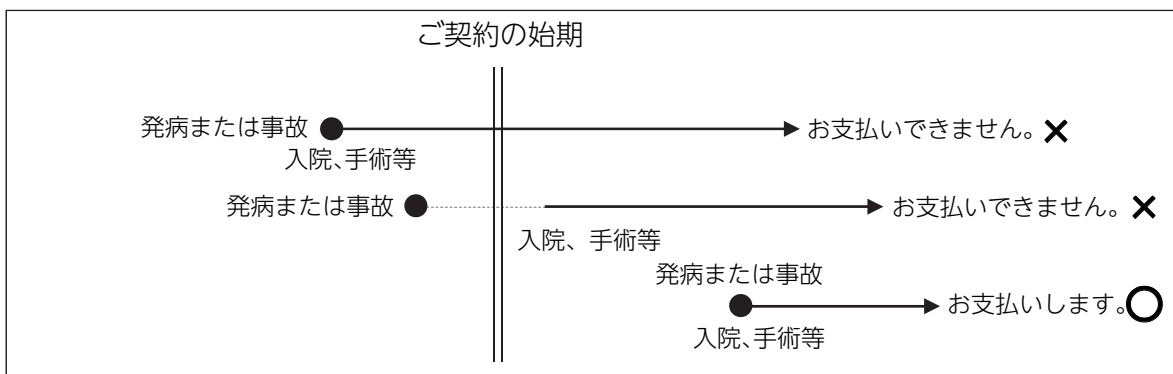 ご契約の始期
発病または事故
お支払いできません。
入院、手術等
発病または事故
お支払いできません。
入院、手術等
発病または事故
お支払いします。
入院、手術等